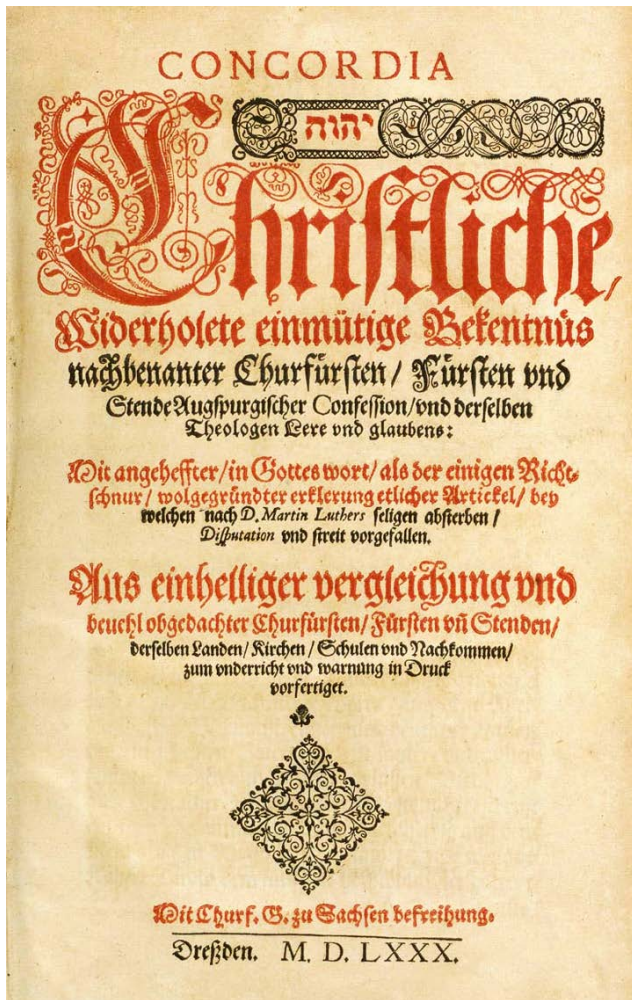 CONCORDIA
יהוה
Christliche,
Widerholete einmütige Bekentnüs
nachbenanter Churfürsten / Fürsten vnd
Stende Augspurgischer Confession/vnd derselben
Theologen Lere vnd glaubens:
Mit angeheffter/in Gottes wort/als der einigen Richt-
schnur/wolgegründter erklerung etlicher Artickel/bey
welchen nach D. Martin Luthers seligen absterben /
Disputation vnd streit vorgefallen.
Aus einhelliger vergleichung vnd
beuehl obgedachter Churfürsten/Fürsten vn̄ Stenden/
derselben Landen/Kirchen/Schulen vnd Nachkommen/
zum vnderricht vnd warnung in Druck
vorfertiget.
Mit Churf. G. zu Sachsen befreihung.
Dreßden. M. D. LXXX.